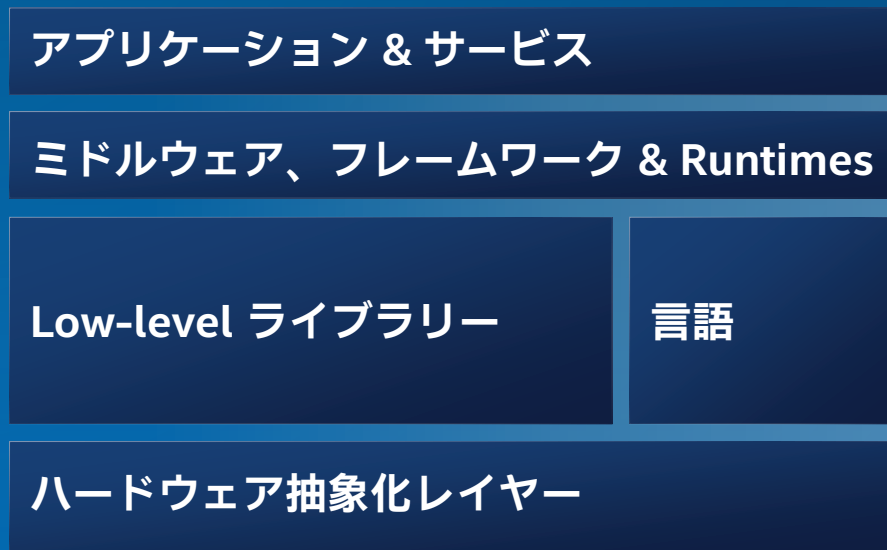 アプリケーション & サービス
ミドルウェア、フレームワーク & Runtimes
Low-level ライブラリー
言語
ハードウェア抽象化レイヤー